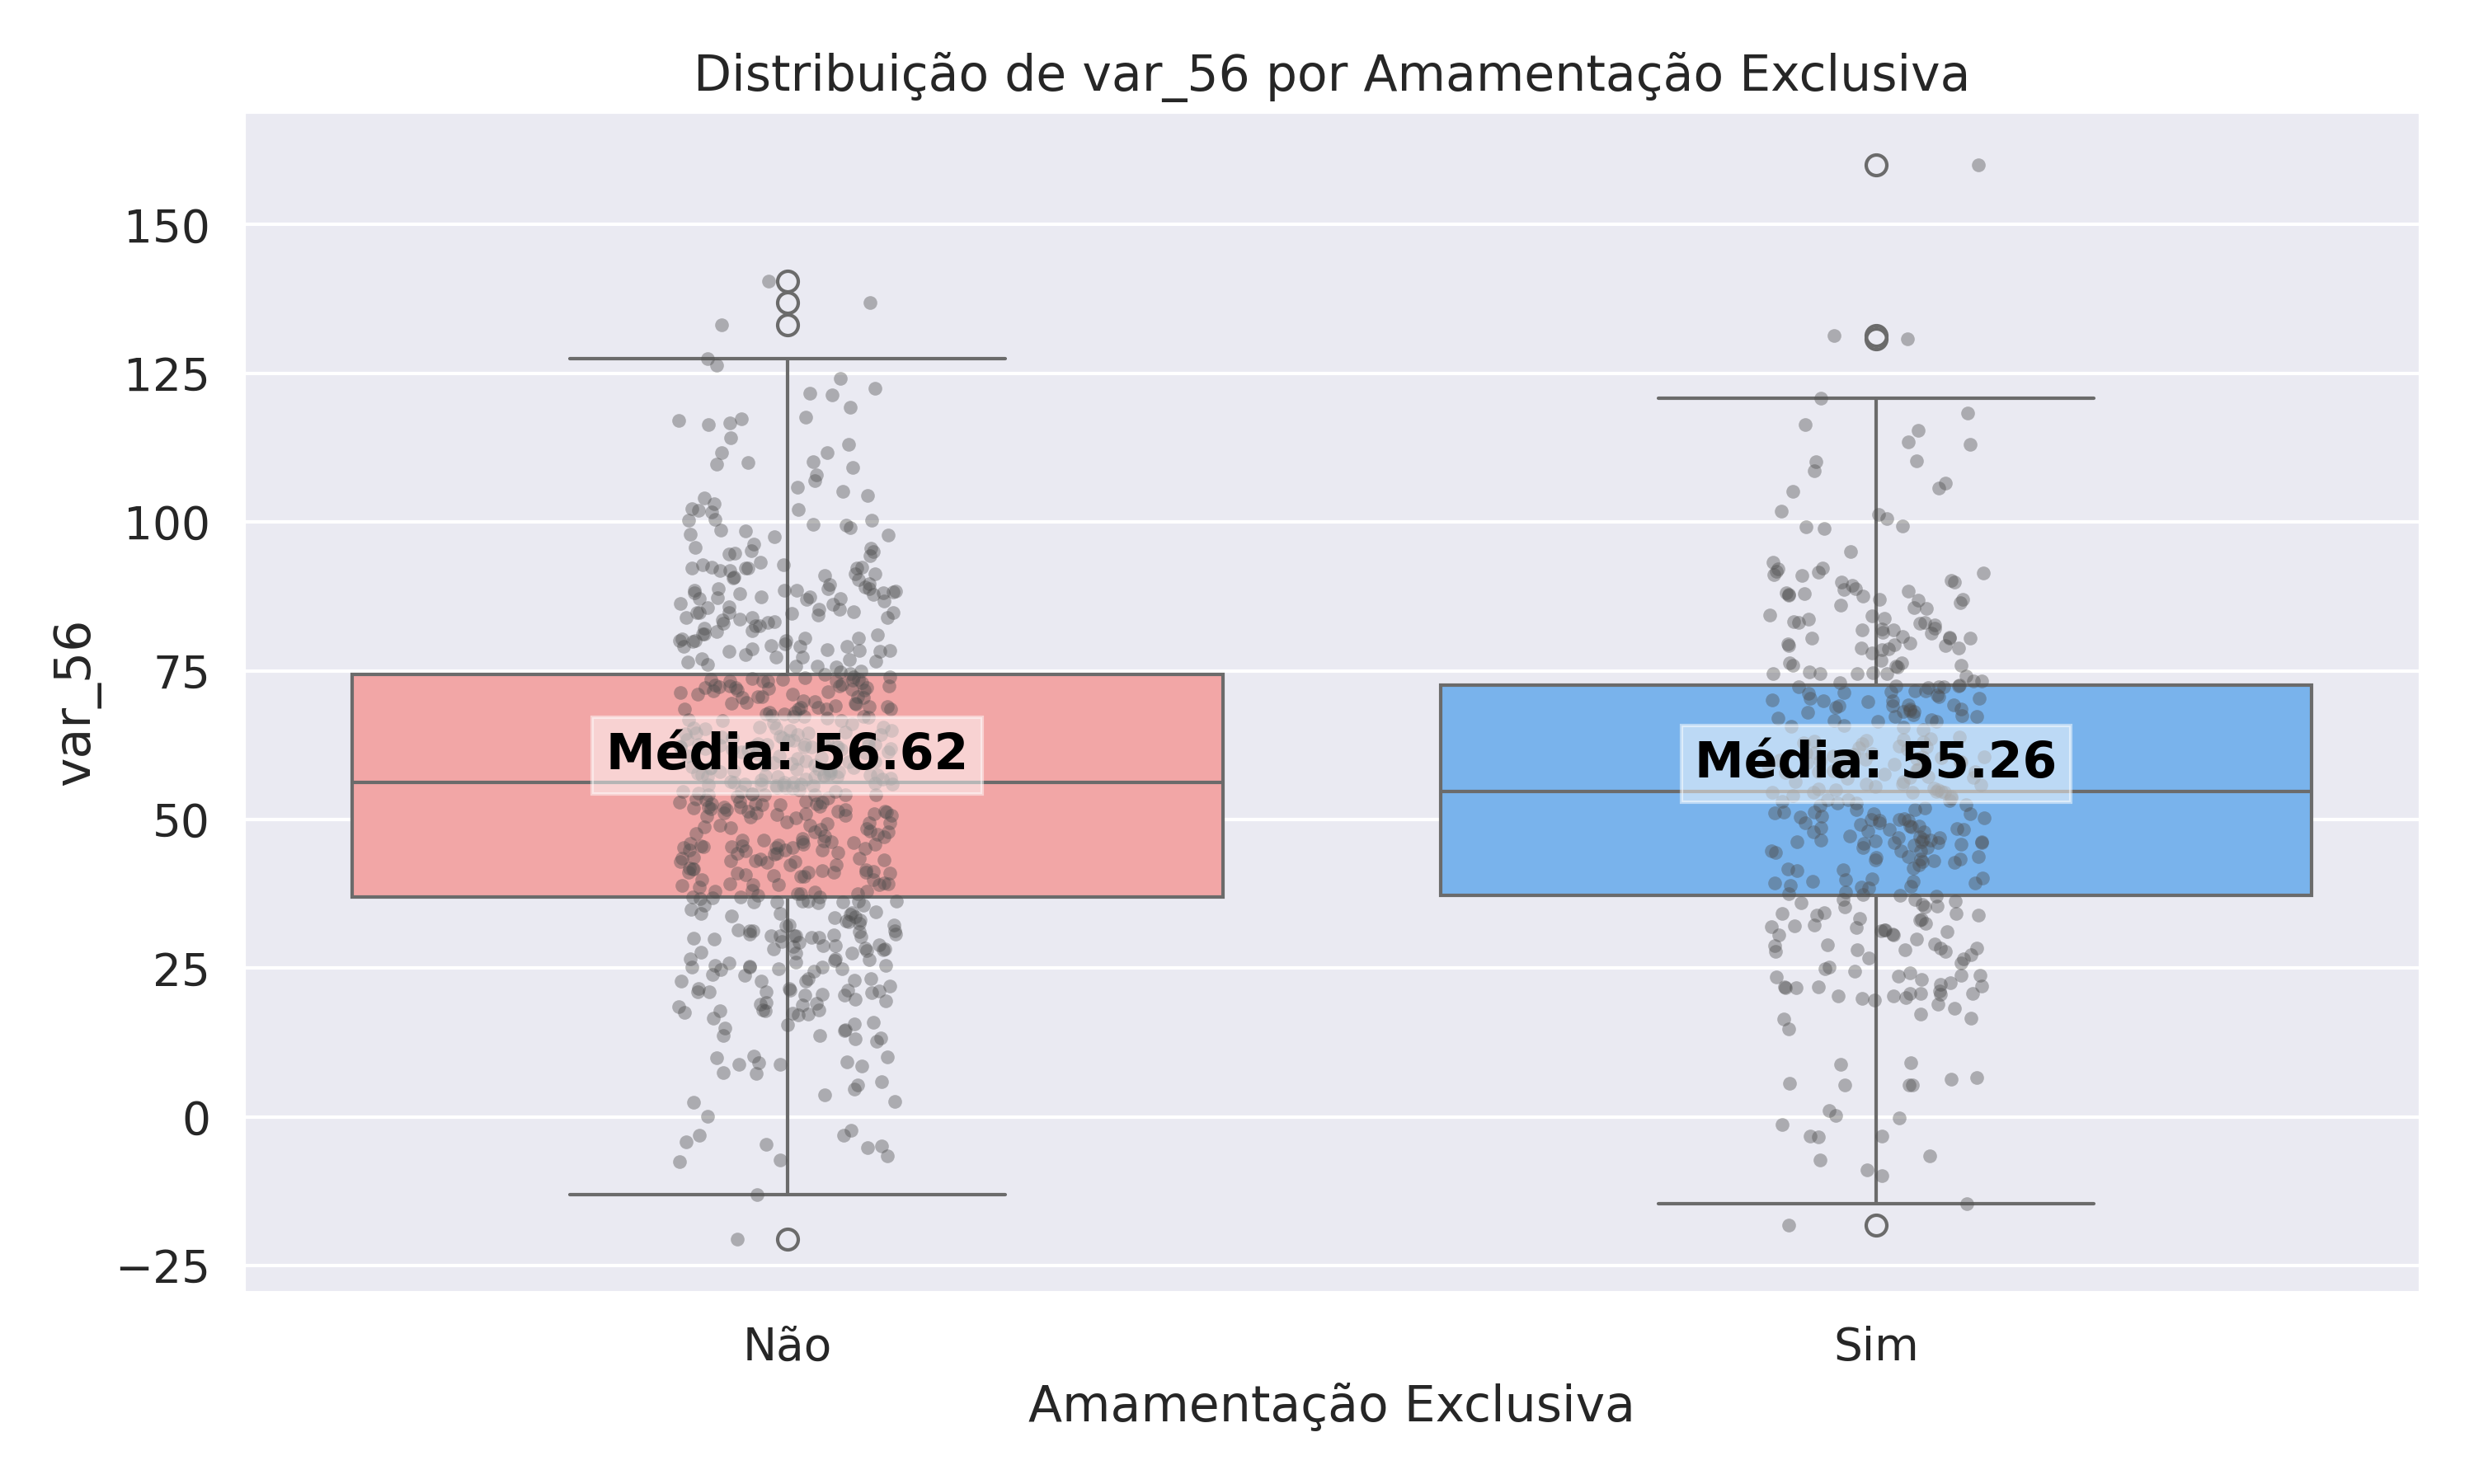 Distribuição de var_56 por Amamentação Exclusiva
150
125
100
75
50
25
0
−25
var_56
Média: 56.62
Média: 55.26
Não
Sim
Amamentação Exclusiva